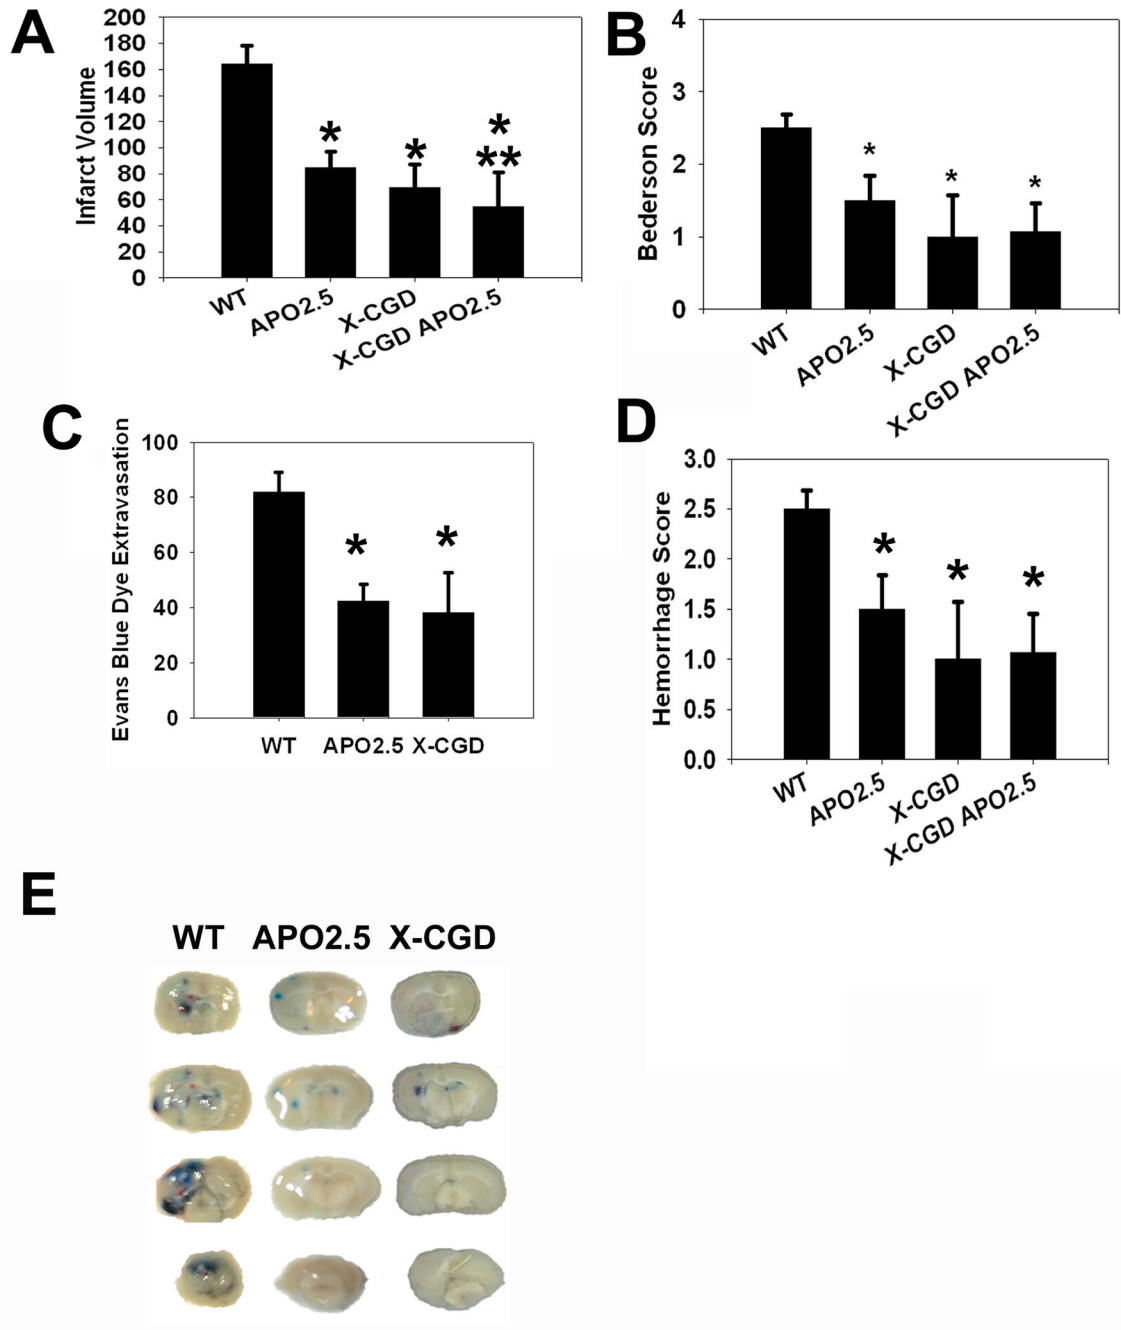 A
Infarct Volume
200
180
160
140
120
100
80
60
40
20
0
*
*
*
**
WT
APO2.5
X-CGD
X-CGD APO2.5
B
Bederson Score
4
3
2
1
0
*
*
*
WT
APO2.5
X-CGD
X-CGD APO2.5
C
Evans Blue Dye Extravasation
100
80
60
40
20
0
*
*
WT APO2.5 X-CGD
D
Hemorrhage Score
3.0
2.5
2.0
1.5
1.0
0.5
0.0
*
*
*
WT
APO2.5
X-CGD
X-CGD APO2.5
E
WT APO2.5 X-CGD